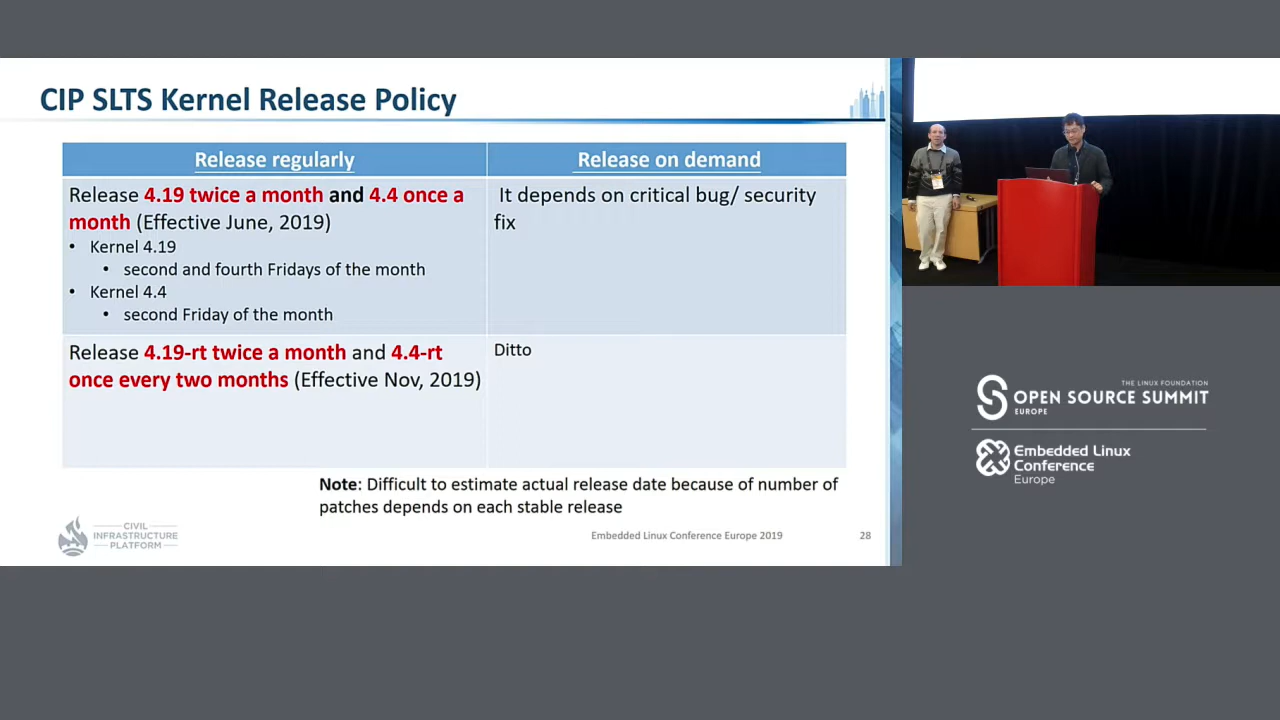 CIP SLTS Kernel Release Policy
Release regularly
Release on demand
Release 4.19 twice a month and 4.4 once a
month (Effective June, 2019)
• Kernel 4.19
• second and fourth Fridays of the month
• Kernel 4.4
• second Friday of the month
It depends on critical bug/ security
fix
Release 4.19-rt twice a month and 4.4-rt
once every two months (Effective Nov, 2019)
Ditto
Note: Difficult to estimate actual release date because of number of
patches depends on each stable release
CIVIL
INFRASTRUCTURE
PLATFORM
Embedded Linux Conference Europe 2019
28
THE LINUX FOUNDATION
OPEN SOURCE SUMMIT
EUROPE
Embedded Linux
Conference
Europe